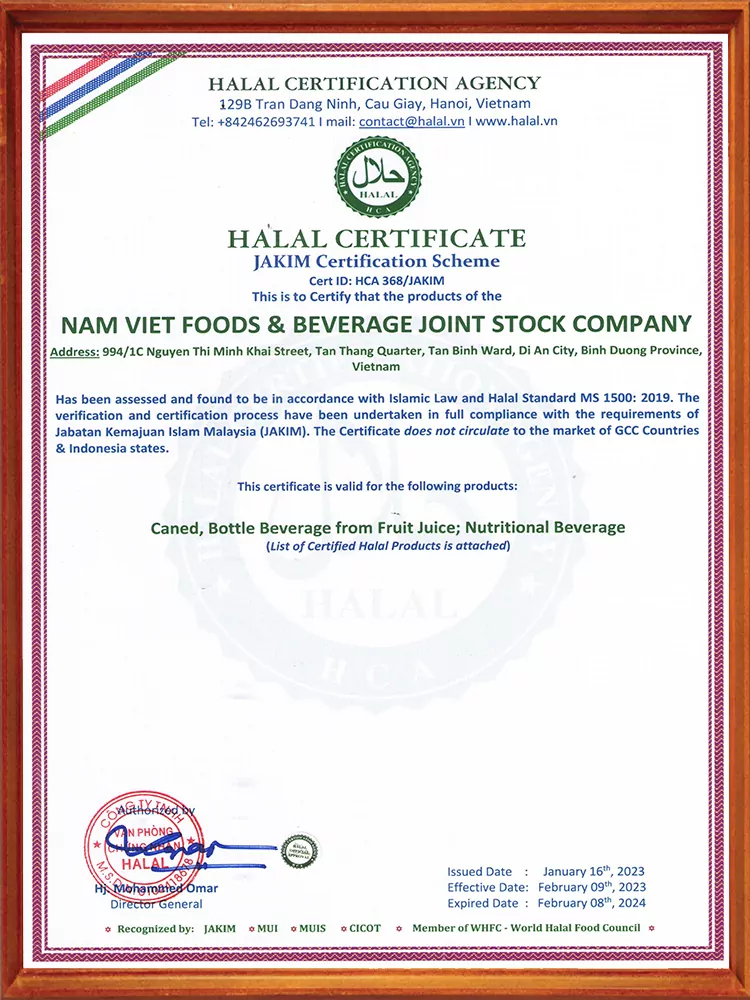 HALAL CERTIFICATION AGENCY
129B Tran Dang Ninh, Cau Giay, Hanoi, Vietnam
Tel: +842462693741 I mail: contact@halal.vn I www.halal.vn
HALAL CERTIFICATION AGENCY
حلال
HALAL
HCA
HALAL CERTIFICATE
JAKIM Certification Scheme
Cert ID: HCA 368/JAKIM
This is to Certify that the products of the
NAM VIET FOODS & BEVERAGE JOINT STOCK COMPANY
Address: 994/1C Nguyen Thi Minh Khai Street, Tan Thang Quarter, Tan Binh Ward, Di An City, Binh Duong Province,
Vietnam
Has been assessed and found to be in accordance with Islamic Law and Halal Standard MS 1500: 2019. The
verification and certification process have been undertaken in full compliance with the requirements of
Jabatan Kemajuan Islam Malaysia (JAKIM). The Certificate does not circulate to the market of GCC Countries
& Indonesia states.
This certificate is valid for the following products:
Caned, Bottle Beverage from Fruit Juice; Nutritional Beverage
(List of Certified Halal Products is attached)
HALAL
HCA
Authorized by
CÔNG TY TNHH
VĂN PHÒNG
CHỨNG NHẬN
HALAL
Hj. Mohammed Omar
Director General
Issued Date : January 16th, 2023
Effective Date: February 09th, 2023
Expired Date : February 08th, 2024
Recognized by: JAKIM ✡ MUI ✡ MUIS ✡ CICOT ✡ Member of WHFC - World Halal Food Council ✡